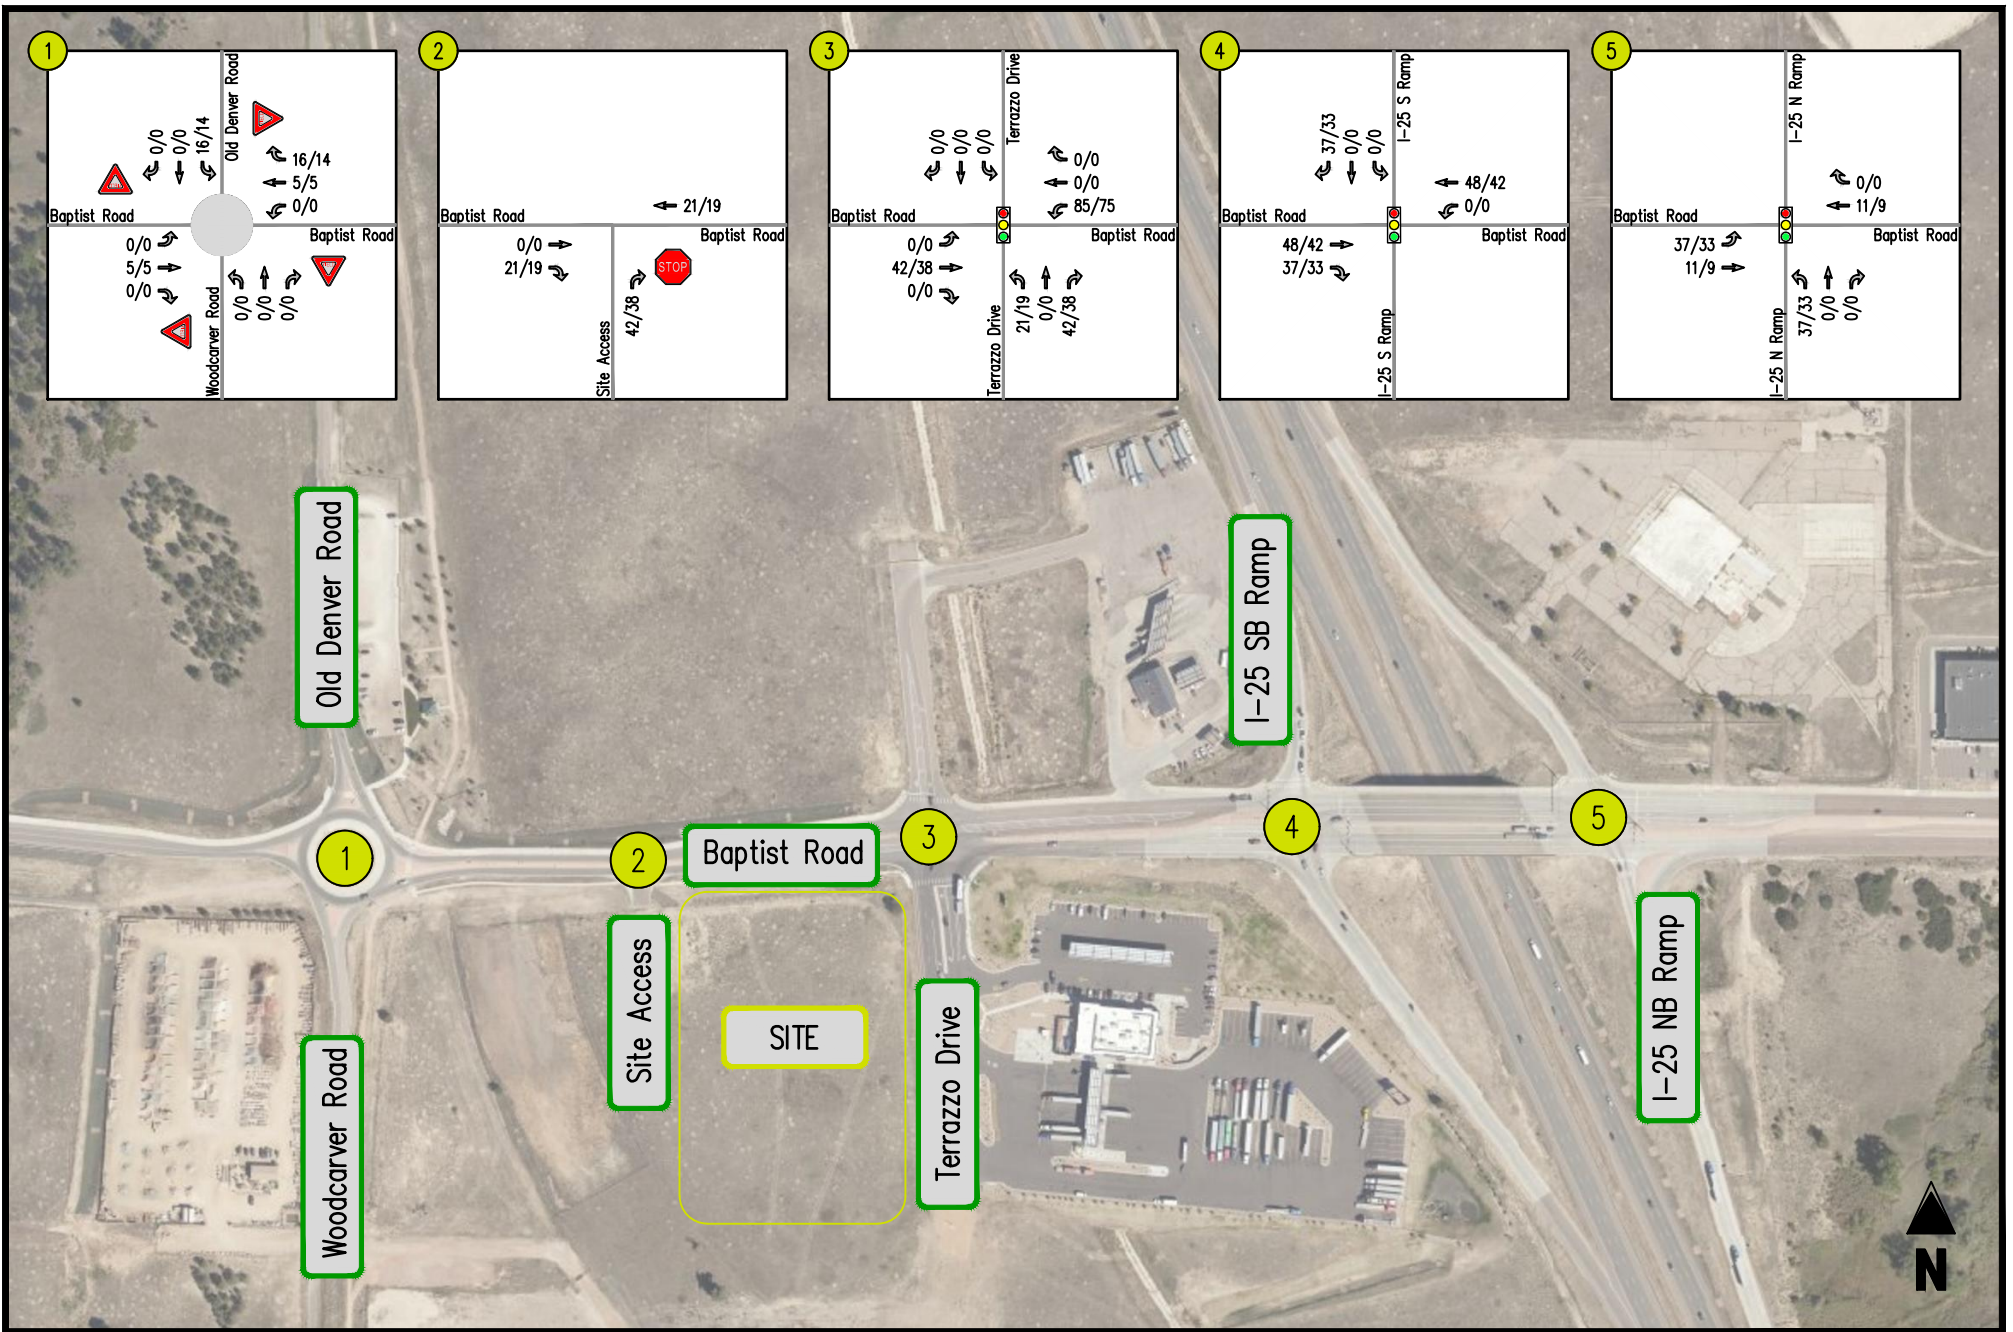 1
Old Denver Road
0/0
0/0
16/14
16/14
5/5
0/0
Baptist Road
Baptist Road
0/0
5/5
0/0
0/0
0/0
0/0
Woodcarver Road
2
21/19
Baptist Road
Baptist Road
0/0
21/19
42/38
STOP
Site Access
3
Terrazzo Drive
0/0
0/0
0/0
0/0
0/0
85/75
Baptist Road
Baptist Road
0/0
42/38
0/0
21/19
0/0
42/38
Terrazzo Drive
4
I-25 S Ramp
37/33
0/0
0/0
48/42
0/0
Baptist Road
Baptist Road
48/42
37/33
I-25 S Ramp
5
I-25 N Ramp
0/0
11/9
Baptist Road
Baptist Road
37/33
11/9
37/33
0/0
0/0
I-25 N Ramp
Old Denver Road
I-25 SB Ramp
1
2
Baptist Road
3
4
5
Site Access
SITE
Terrazzo Drive
I-25 NB Ramp
Woodcarver Road
N